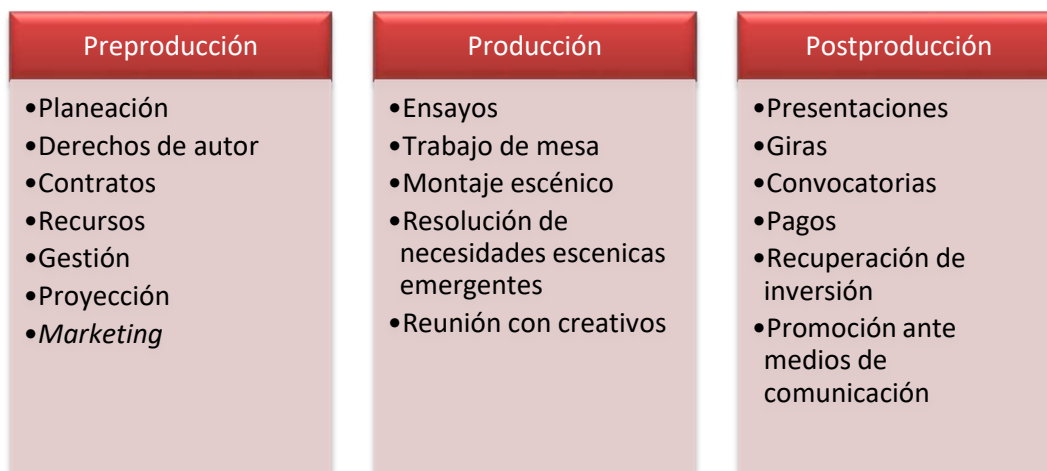 Preproducción
•Planeación
•Derechos de autor
•Contratos
•Recursos
•Gestión
•Proyección
•Marketing
Producción
•Ensayos
•Trabajo de mesa
•Montaje escénico
•Resolución de
necesidades escenicas
emergentes
•Reunión con creativos
Postproducción
•Presentaciones
•Giras
•Convocatorias
•Pagos
•Recuperación de
inversión
•Promoción ante
medios de
comunicación